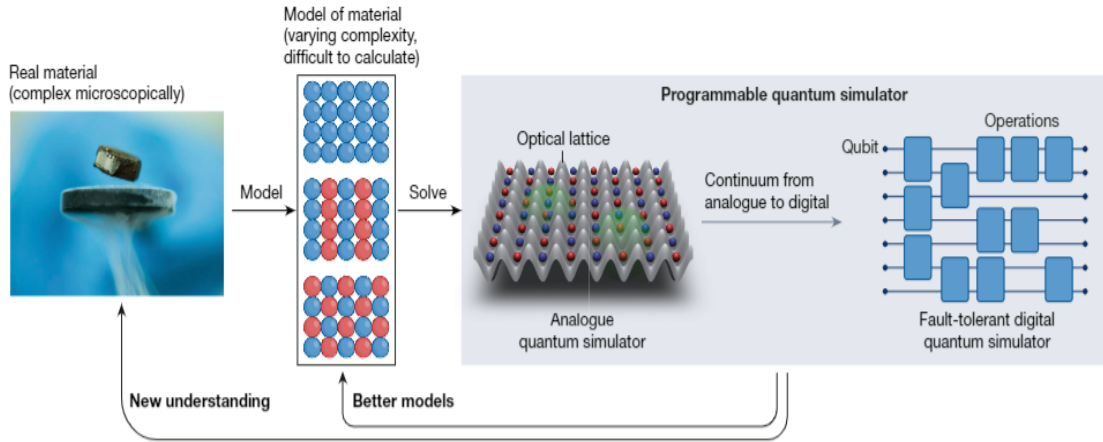 Real material
(complex microscopically)
Model
Model of material
(varying complexity,
difficult to calculate)
Solve
Programmable quantum simulator
Optical lattice
Analogue
quantum simulator
Continuum from
analogue to digital
Operations
Qubit
Fault-tolerant digital
quantum simulator
New understanding
Better models